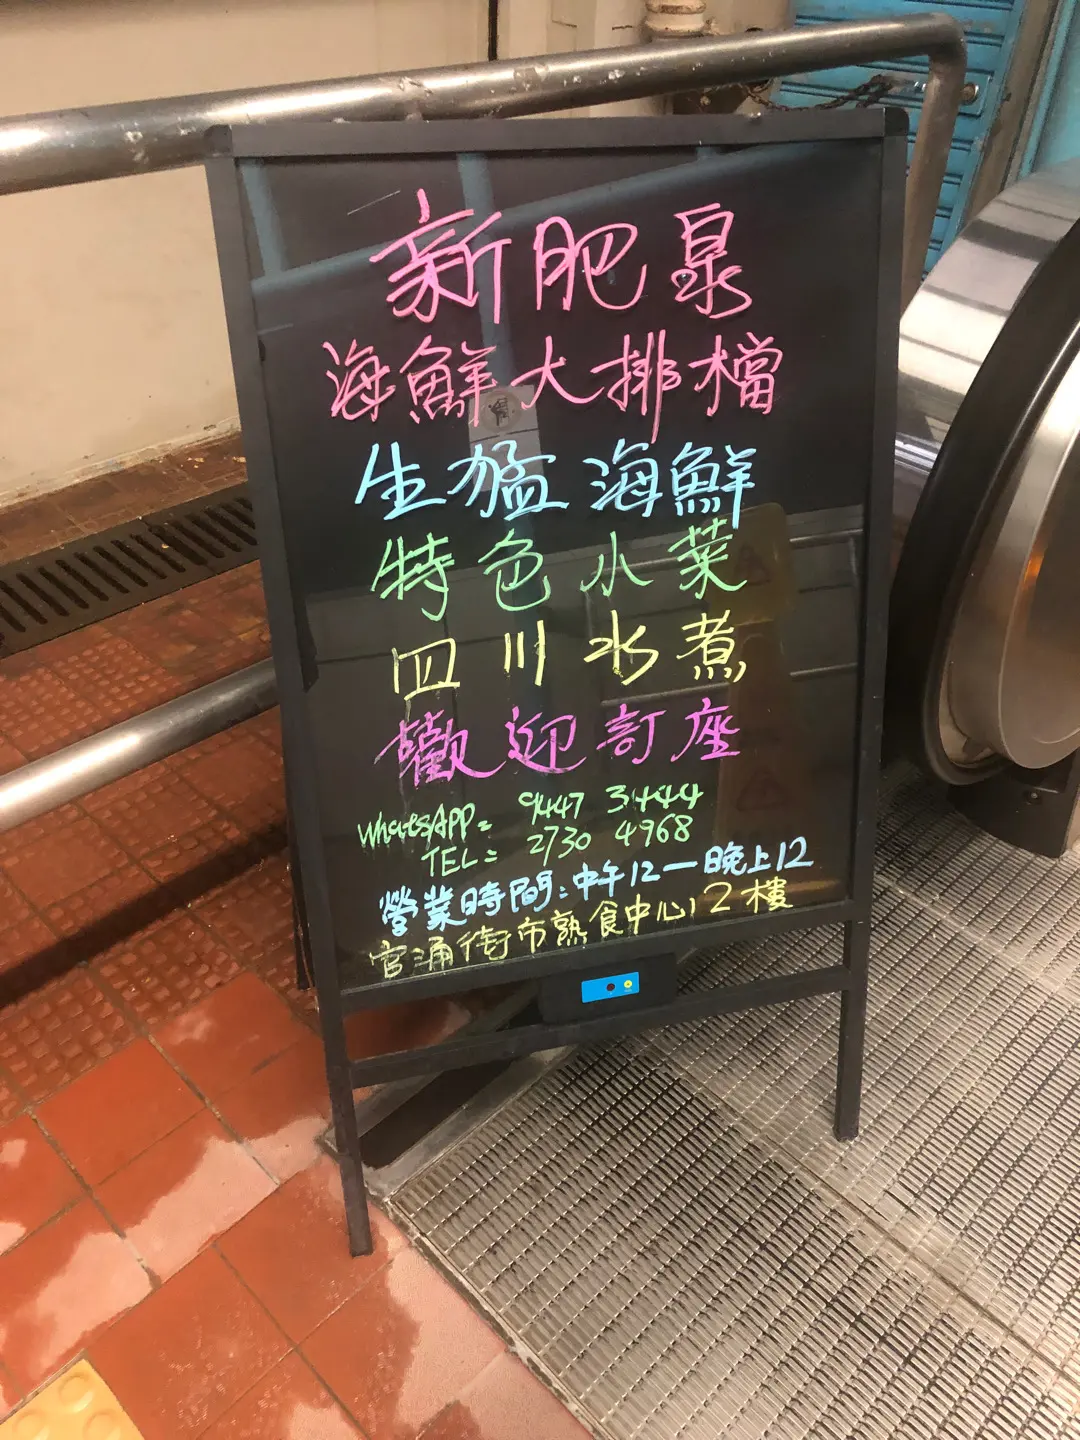 新肥泉
海鮮大排檔
生猛海鮮
特色小菜
四川水煮
歡迎訂座
WhatsAPP= 9447 3444
TEL= 2730 4968
營業時間:中午12一晚上12
官涌街市熟食中心12樓